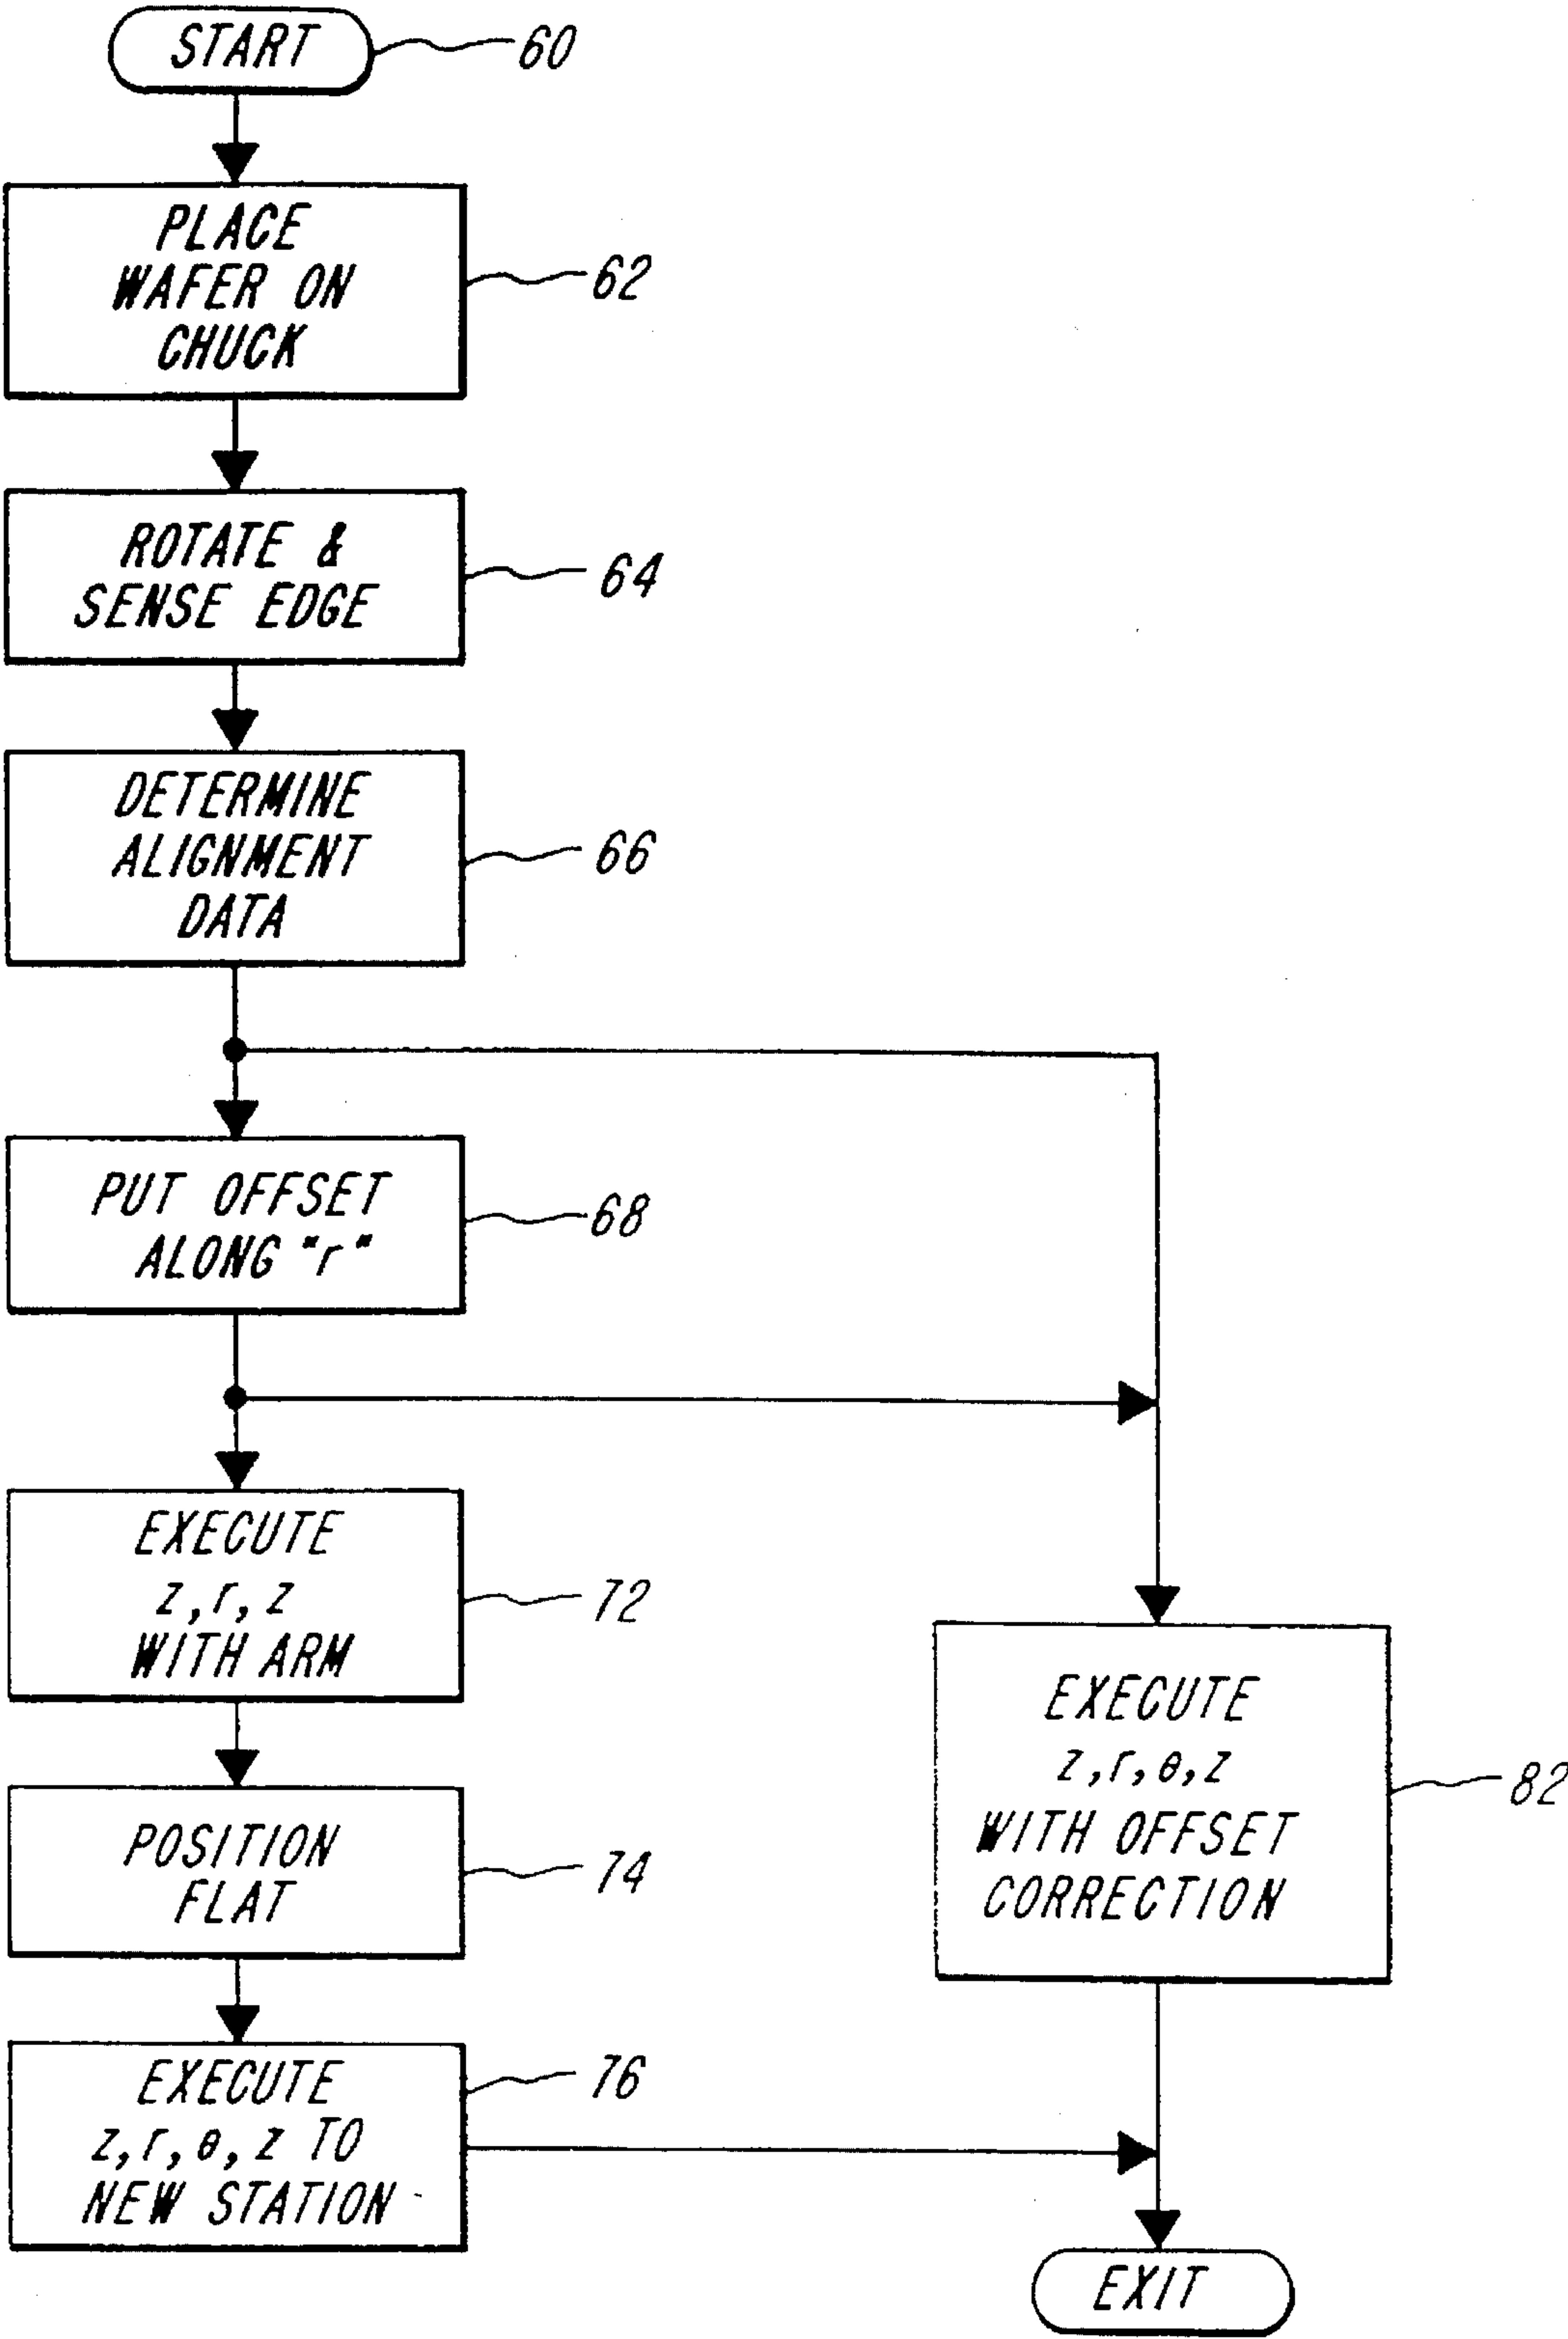 START
60
PLACE
WAFER ON
CHUCK
62
ROTATE &
SENSE EDGE
64
DETERMINE
ALIGNMENT
DATA
66
PUT OFFSET
ALONG "r"
68
EXECUTE
z,r,z
WITH ARM
72
POSITION
FLAT
74
EXECUTE
z,r,θ,z TO
NEW STATION
76
EXECUTE
z,r,θ,z
WITH OFFSET
CORRECTION
82
EXIT